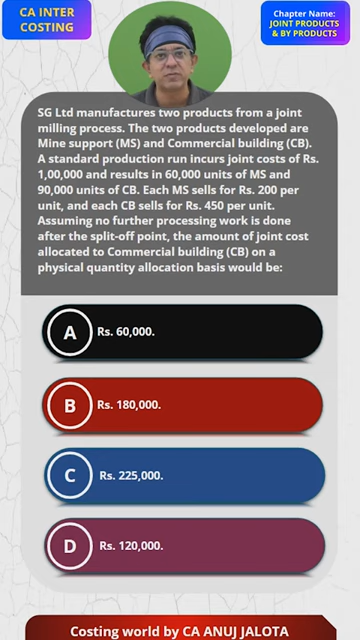 CA INTER
COSTING
Chapter Name:
JOINT PRODUCTS
& BY PRODUCTS
SG Ltd manufactures two products from a joint
milling process. The two products developed are
Mine support (MS) and Commercial building (CB).
A standard production run incurs joint costs of Rs.
1,00,000 and results in 60,000 units of MS and
90,000 units of CB. Each MS sells for Rs. 200 per
unit, and each CB sells for Rs. 450 per unit.
Assuming no further processing work is done
after the split-off point, the amount of joint cost
allocated to Commercial building (CB) on a
physical quantity allocation basis would be:
A Rs. 60,000.
B Rs. 180,000.
C Rs. 225,000.
D Rs. 120,000.
Costing world by CA ANUJ JALOTA